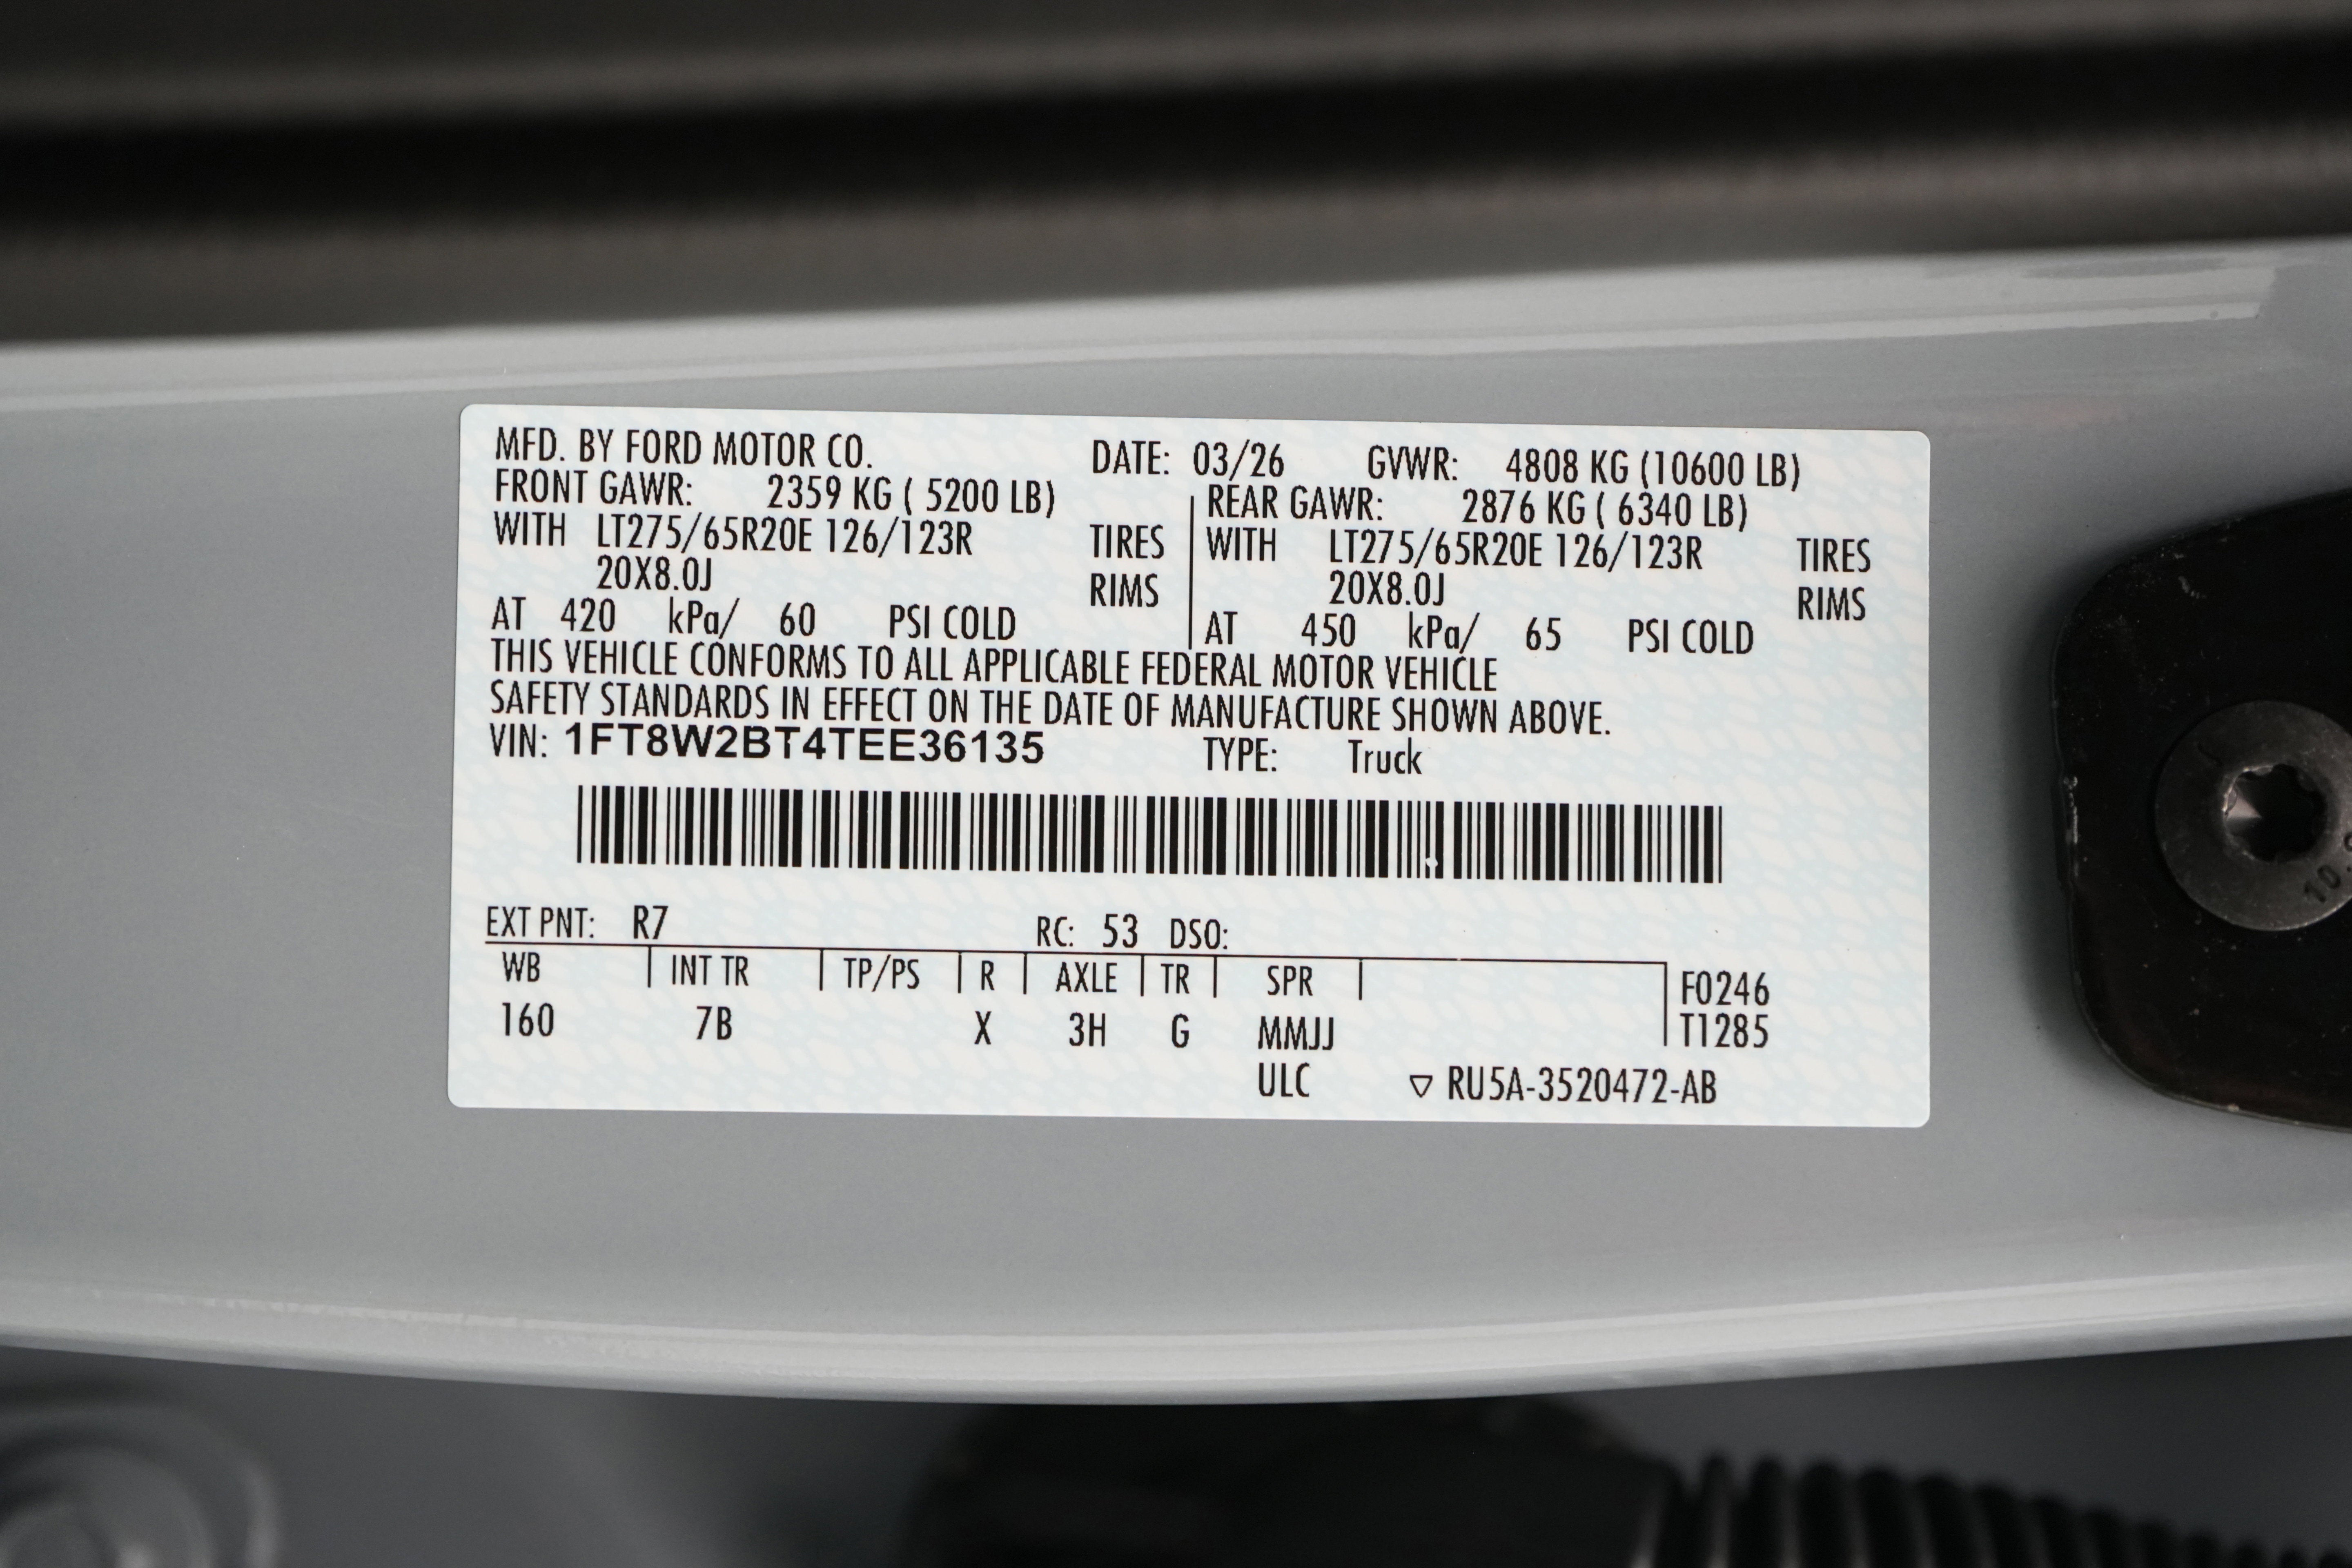 MFD. BY FORD MOTOR CO. DATE: 03/26 GVWR: 4808 KG (10600 LB)
FRONT GAWR: 2359 KG ( 5200 LB) REAR GAWR: 2876 KG ( 6340 LB)
WITH LT275/65R20E 126/123R TIRES WITH LT275/65R20E 126/123R TIRES
20X8.0J RIMS 20X8.0J RIMS
AT 420 kPa/ 60 PSI COLD AT 450 kPa/ 65 PSI COLD
THIS VEHICLE CONFORMS TO ALL APPLICABLE FEDERAL MOTOR VEHICLE
SAFETY STANDARDS IN EFFECT ON THE DATE OF MANUFACTURE SHOWN ABOVE.
VIN: 1FT8W2BT4TEE36135 TYPE: Truck
EXT PNT: R7 RC: 53 DSO:
WB INT TR TP/PS R AXLE TR SPR F0246
160 7B X 3H G MMJJ T1285
ULC ▽ RU5A-3520472-AB